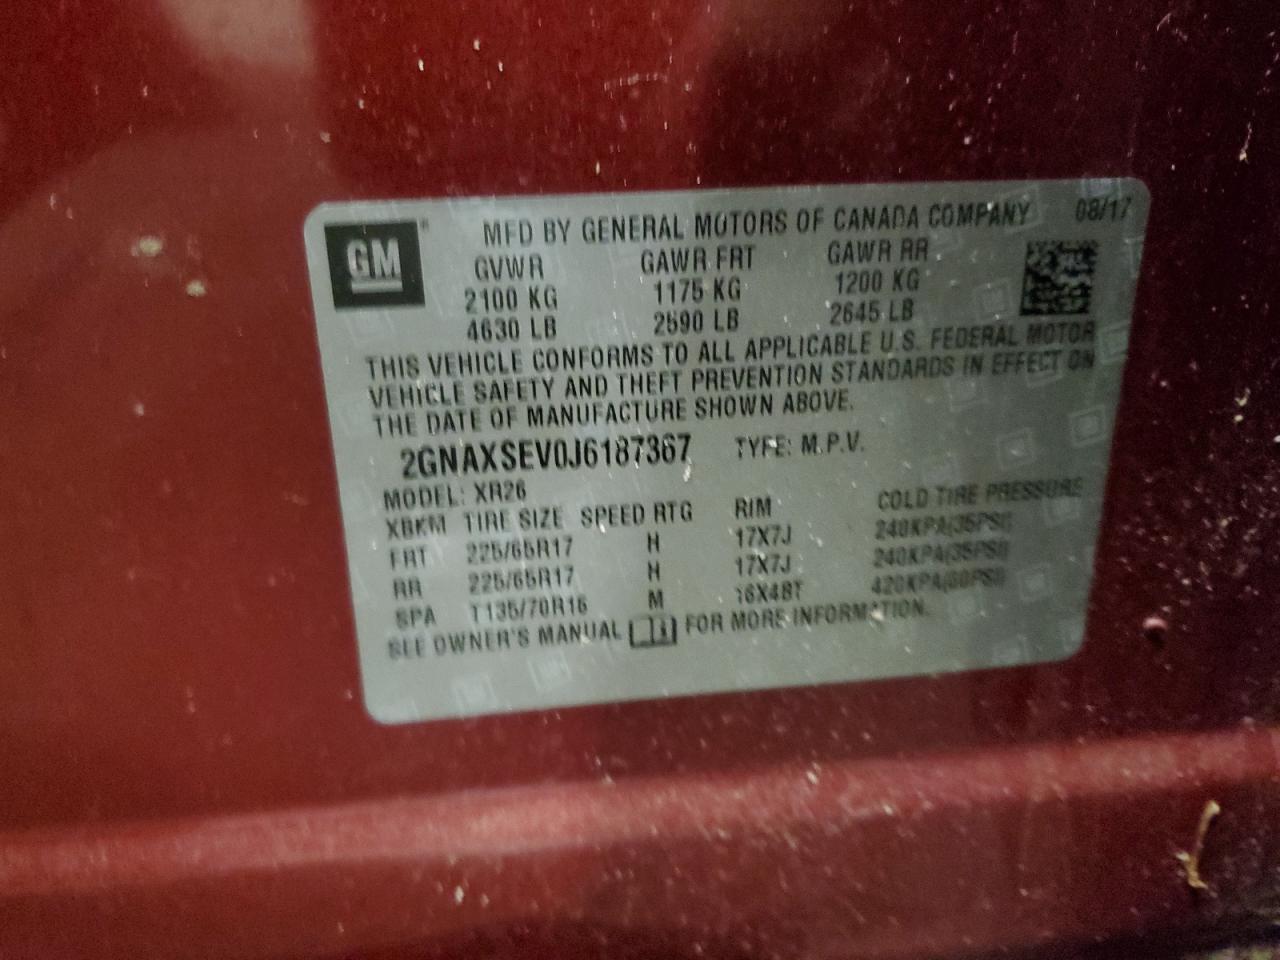 GM
MFD BY GENERAL MOTORS OF CANADA COMPANY 08/17
GVWR GAWR FRT GAWR RR
2100 KG 1175 KG 1200 KG
4630 LB 2590 LB 2645 LB
THIS VEHICLE CONFORMS TO ALL APPLICABLE U.S. FEDERAL MOTOR
VEHICLE SAFETY AND THEFT PREVENTION STANDARDS IN EFFECT ON
THE DATE OF MANUFACTURE SHOWN ABOVE.
2GNAXSEV0J6187367 TYPE: M.P.V.
MODEL: XR26
XBKM TIRE SIZE SPEED RTG RIM COLD TIRE PRESSURE
FRT 225/65R17 H 17X7J 240KPA(35PSI)
RR 225/65R17 H 17X7J 240KPA(35PSI)
SPA T135/70R16 M 16X4BT 420KPA(60PSI)
SEE OWNER'S MANUAL FOR MORE INFORMATION.